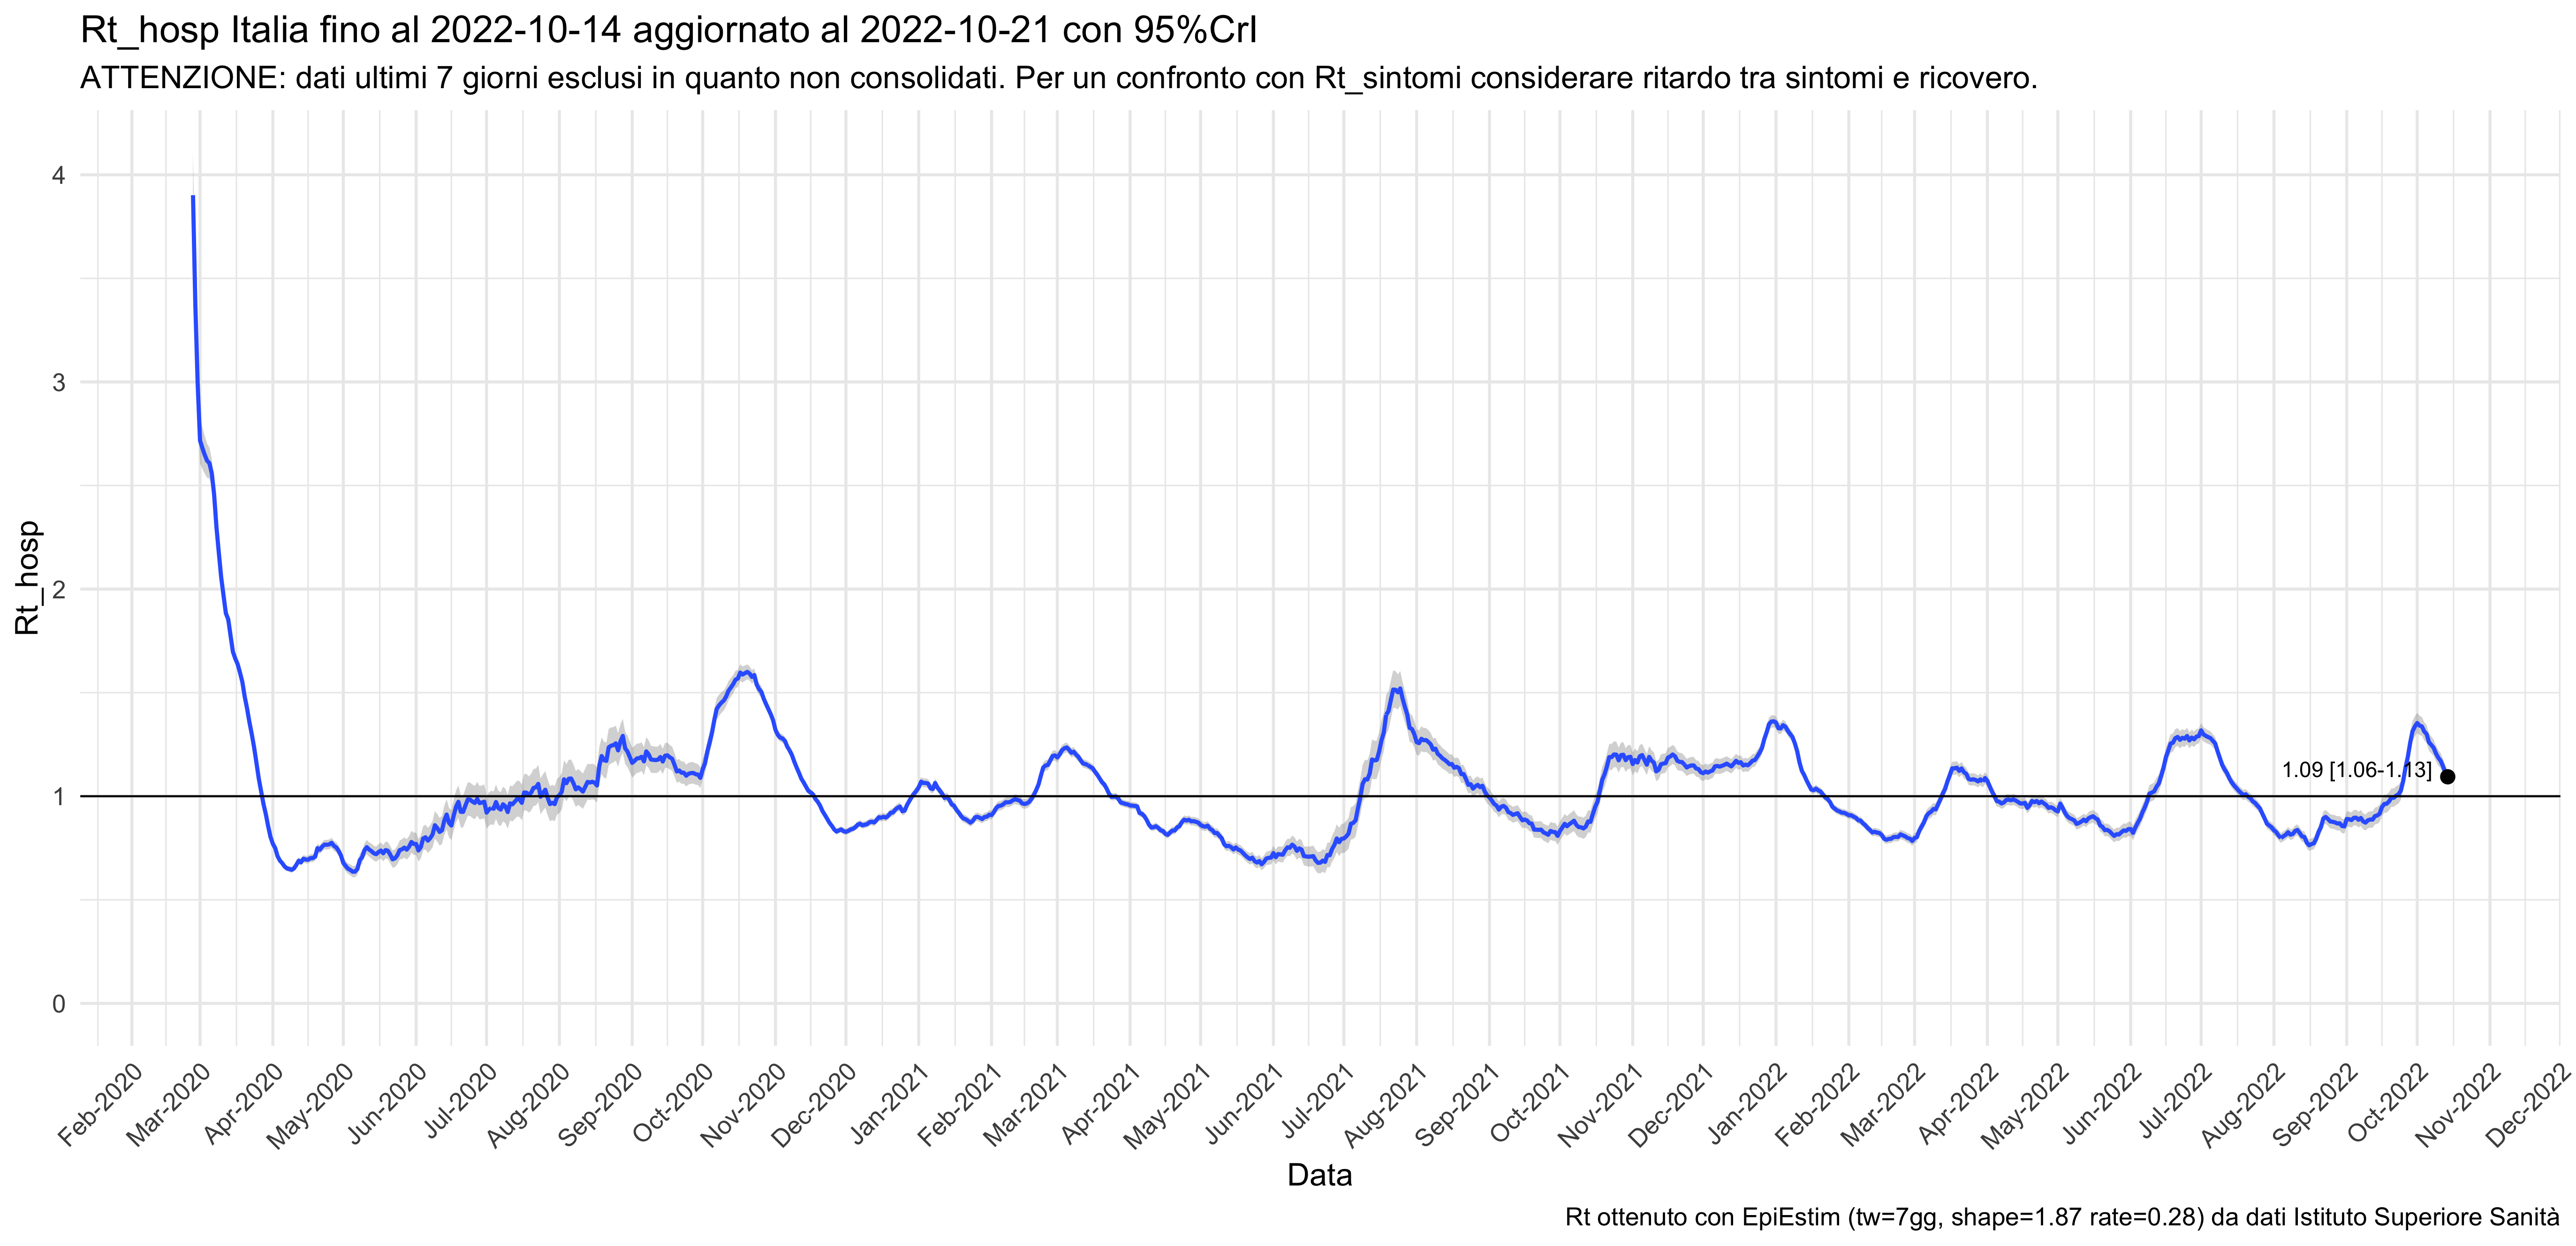 Rt_hosp Italia fino al 2022-10-14 aggiornato al 2022-10-21 con 95%CrI
ATTENZIONE: dati ultimi 7 giorni esclusi in quanto non consolidati. Per un confronto con Rt_sintomi considerare ritardo tra sintomi e ricovero.
Rt_hosp
4
3
2
1
0
1.09 [1.06-1.13]
Feb-2020
Mar-2020
Apr-2020
May-2020
Jun-2020
Jul-2020
Aug-2020
Sep-2020
Oct-2020
Nov-2020
Dec-2020
Jan-2021
Feb-2021
Mar-2021
Apr-2021
May-2021
Jun-2021
Jul-2021
Aug-2021
Sep-2021
Oct-2021
Nov-2021
Dec-2021
Jan-2022
Feb-2022
Mar-2022
Apr-2022
May-2022
Jun-2022
Jul-2022
Aug-2022
Sep-2022
Oct-2022
Nov-2022
Dec-2022
Data
Rt ottenuto con EpiEstim (tw=7gg, shape=1.87 rate=0.28) da dati Istituto Superiore Sanità